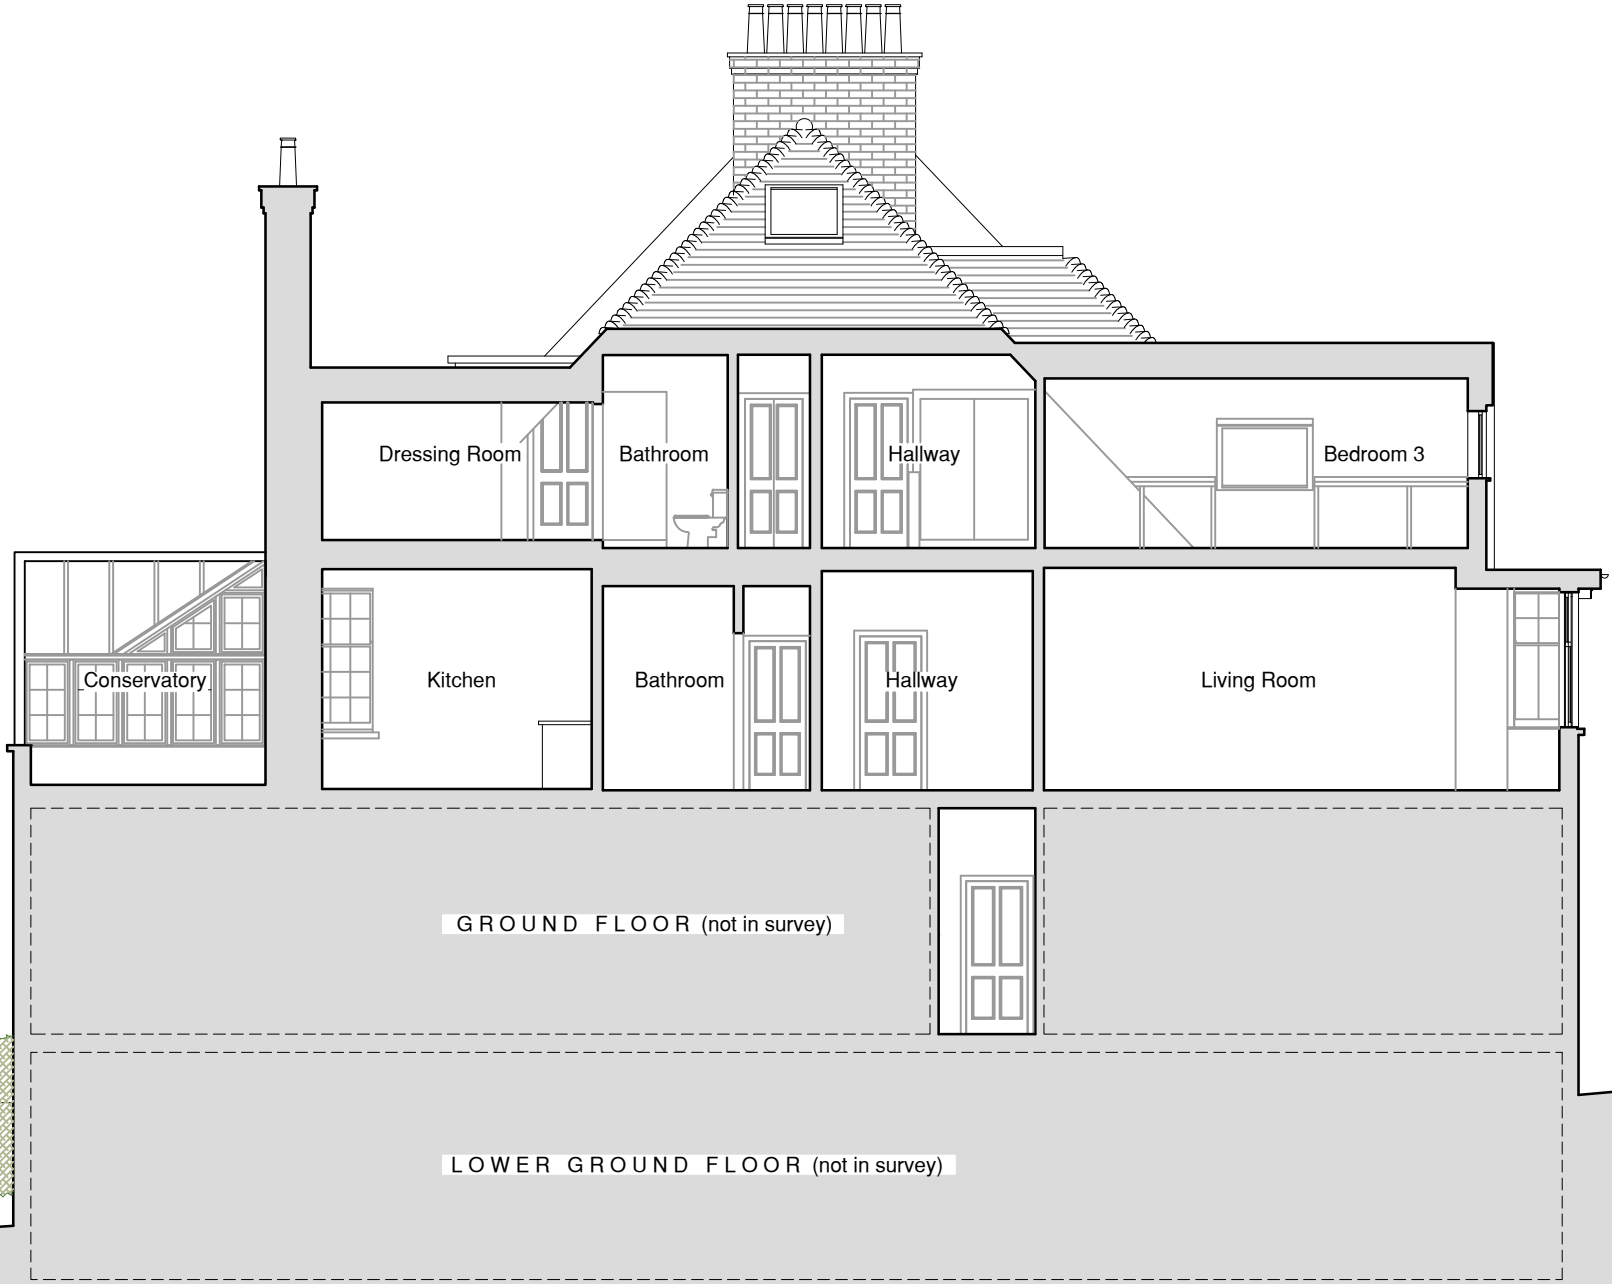 Dressing Room
Bathroom
Hallway
Bedroom 3
Conservatory
Kitchen
Bathroom
Hallway
Living Room
GROUND FLOOR (not in survey)
LOWER GROUND FLOOR (not in survey)